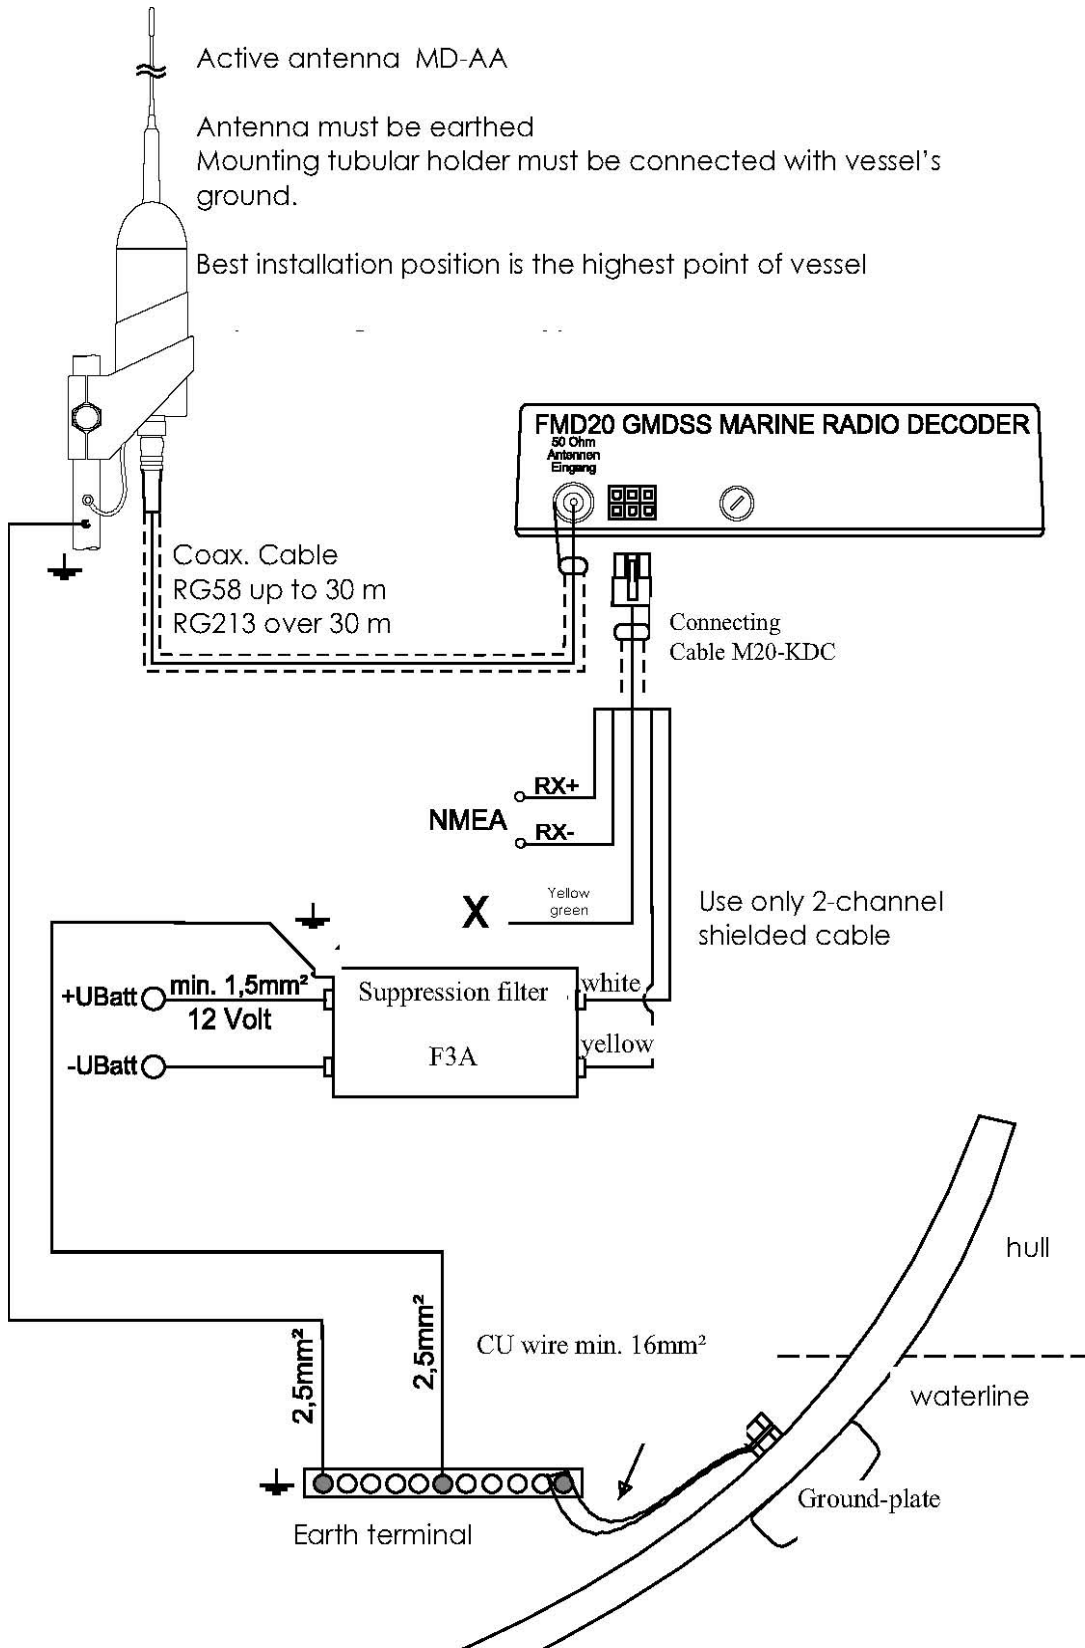 Active antenna MD-AA
Antenna must be earthed
Mounting tubular holder must be connected with vessel's
ground.
Best installation position is the highest point of vessel
FMD20 GMDSS MARINE RADIO DECODER
50 Ohm
Antennen
Eingang
Coax. Cable
RG58 up to 30 m
RG213 over 30 m
Connecting
Cable M20-KDC
RX+
NMEA
RX-
X
Yellow
green
Use only 2-channel
shielded cable
+UBatt
min. 1,5mm²
12 Volt
Suppression filter
white
-UBatt
F3A
yellow
hull
2,5mm²
2,5mm²
CU wire min. 16mm²
waterline
Ground-plate
Earth terminal